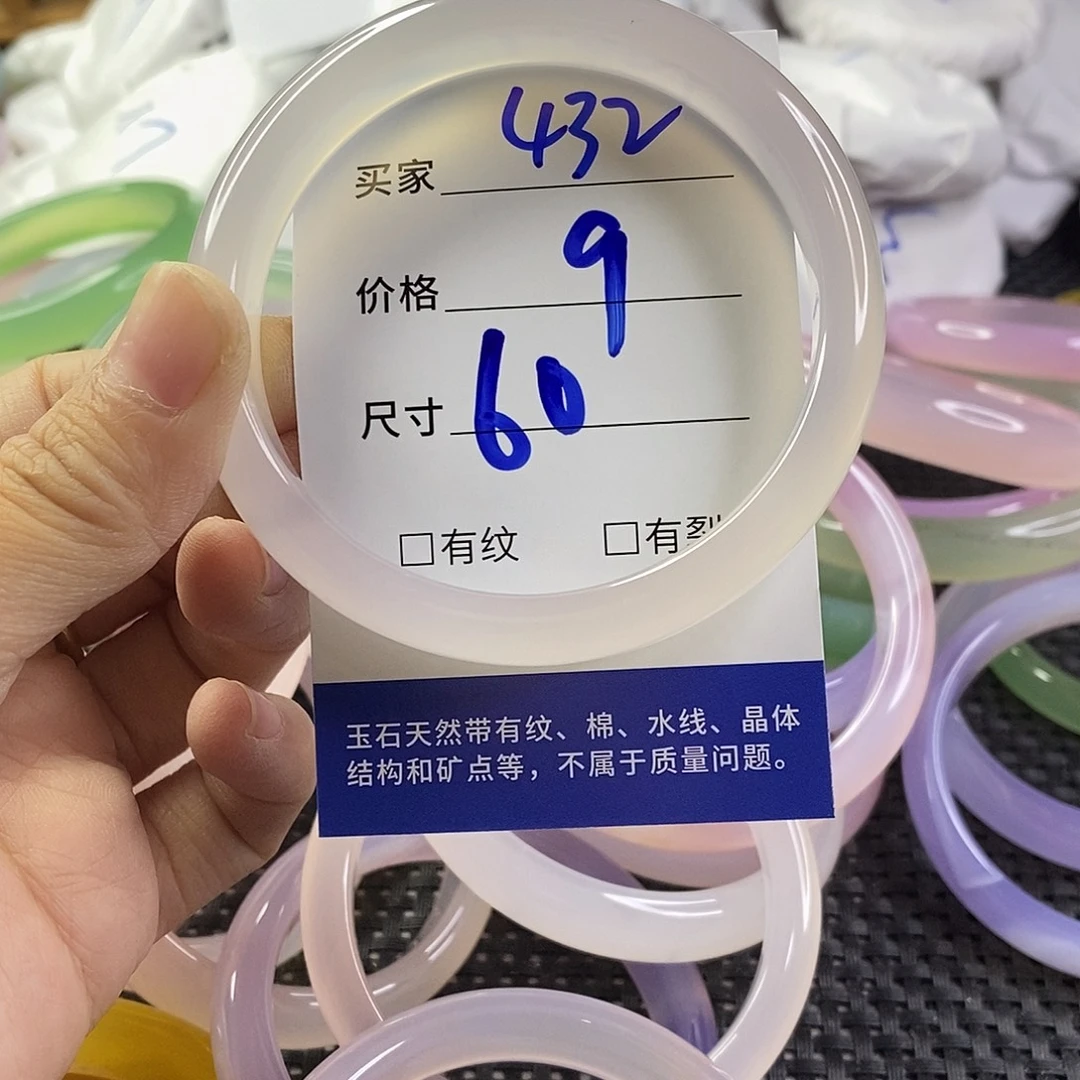 买家 432
价格 9
尺寸 60
□有纹 □有裂
玉石天然带有纹、棉、水线、晶体
结构和矿点等，不属于质量问题。